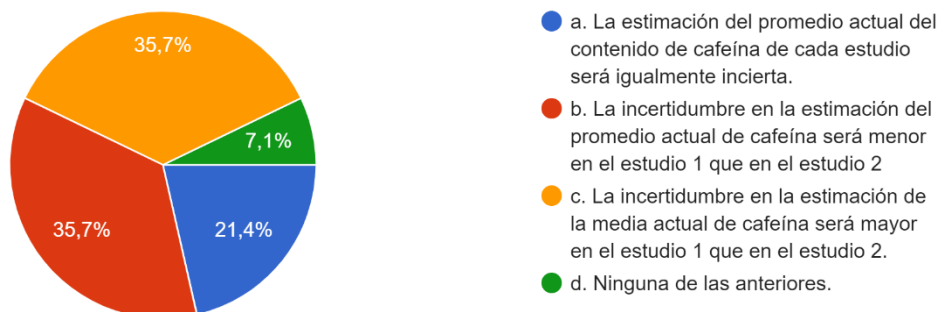 35,7%
7,1%
35,7%
21,4%
a. La estimación del promedio actual del
contenido de cafeína de cada estudio
será igualmente incierta.
b. La incertidumbre en la estimación del
promedio actual de cafeína será menor
en el estudio 1 que en el estudio 2
c. La incertidumbre en la estimación de
la media actual de cafeína será mayor
en el estudio 1 que en el estudio 2.
d. Ninguna de las anteriores.